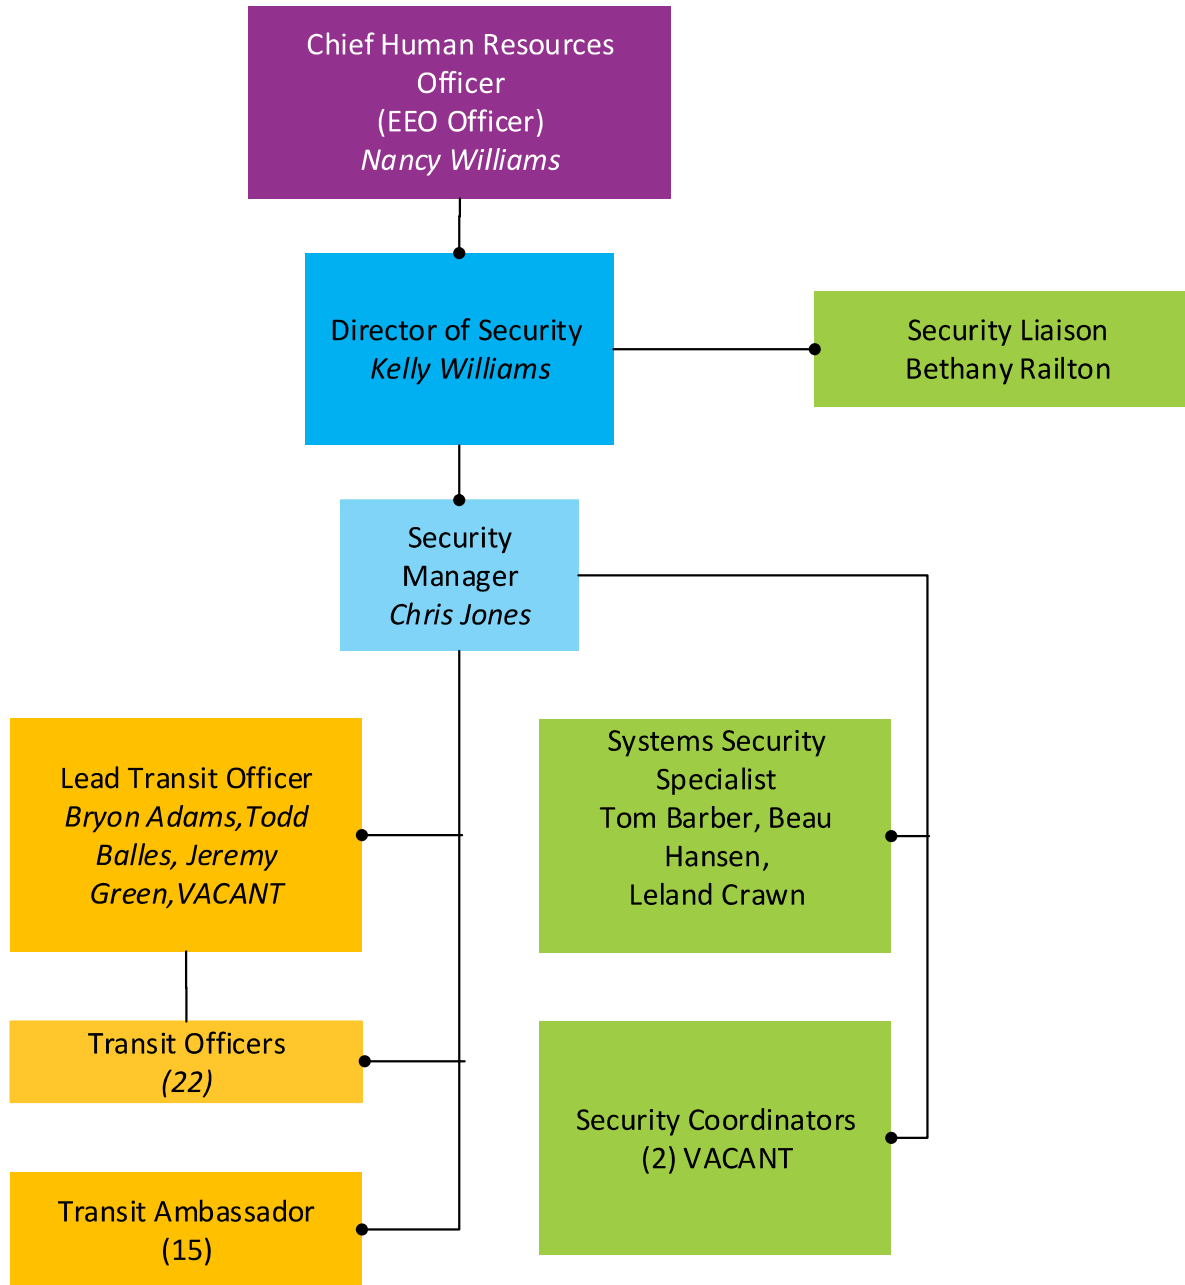 Chief Human Resources
Officer
(EEO Officer)
Nancy Williams
Director of Security
Kelly Williams
Security Liaison
Bethany Railton
Security
Manager
Chris Jones
Lead Transit Officer
Bryon Adams,Todd
Balles, Jeremy
Green,VACANT
Systems Security
Specialist
Tom Barber, Beau
Hansen,
Leland Crawn
Transit Officers
(22)
Security Coordinators
(2) VACANT
Transit Ambassador
(15)